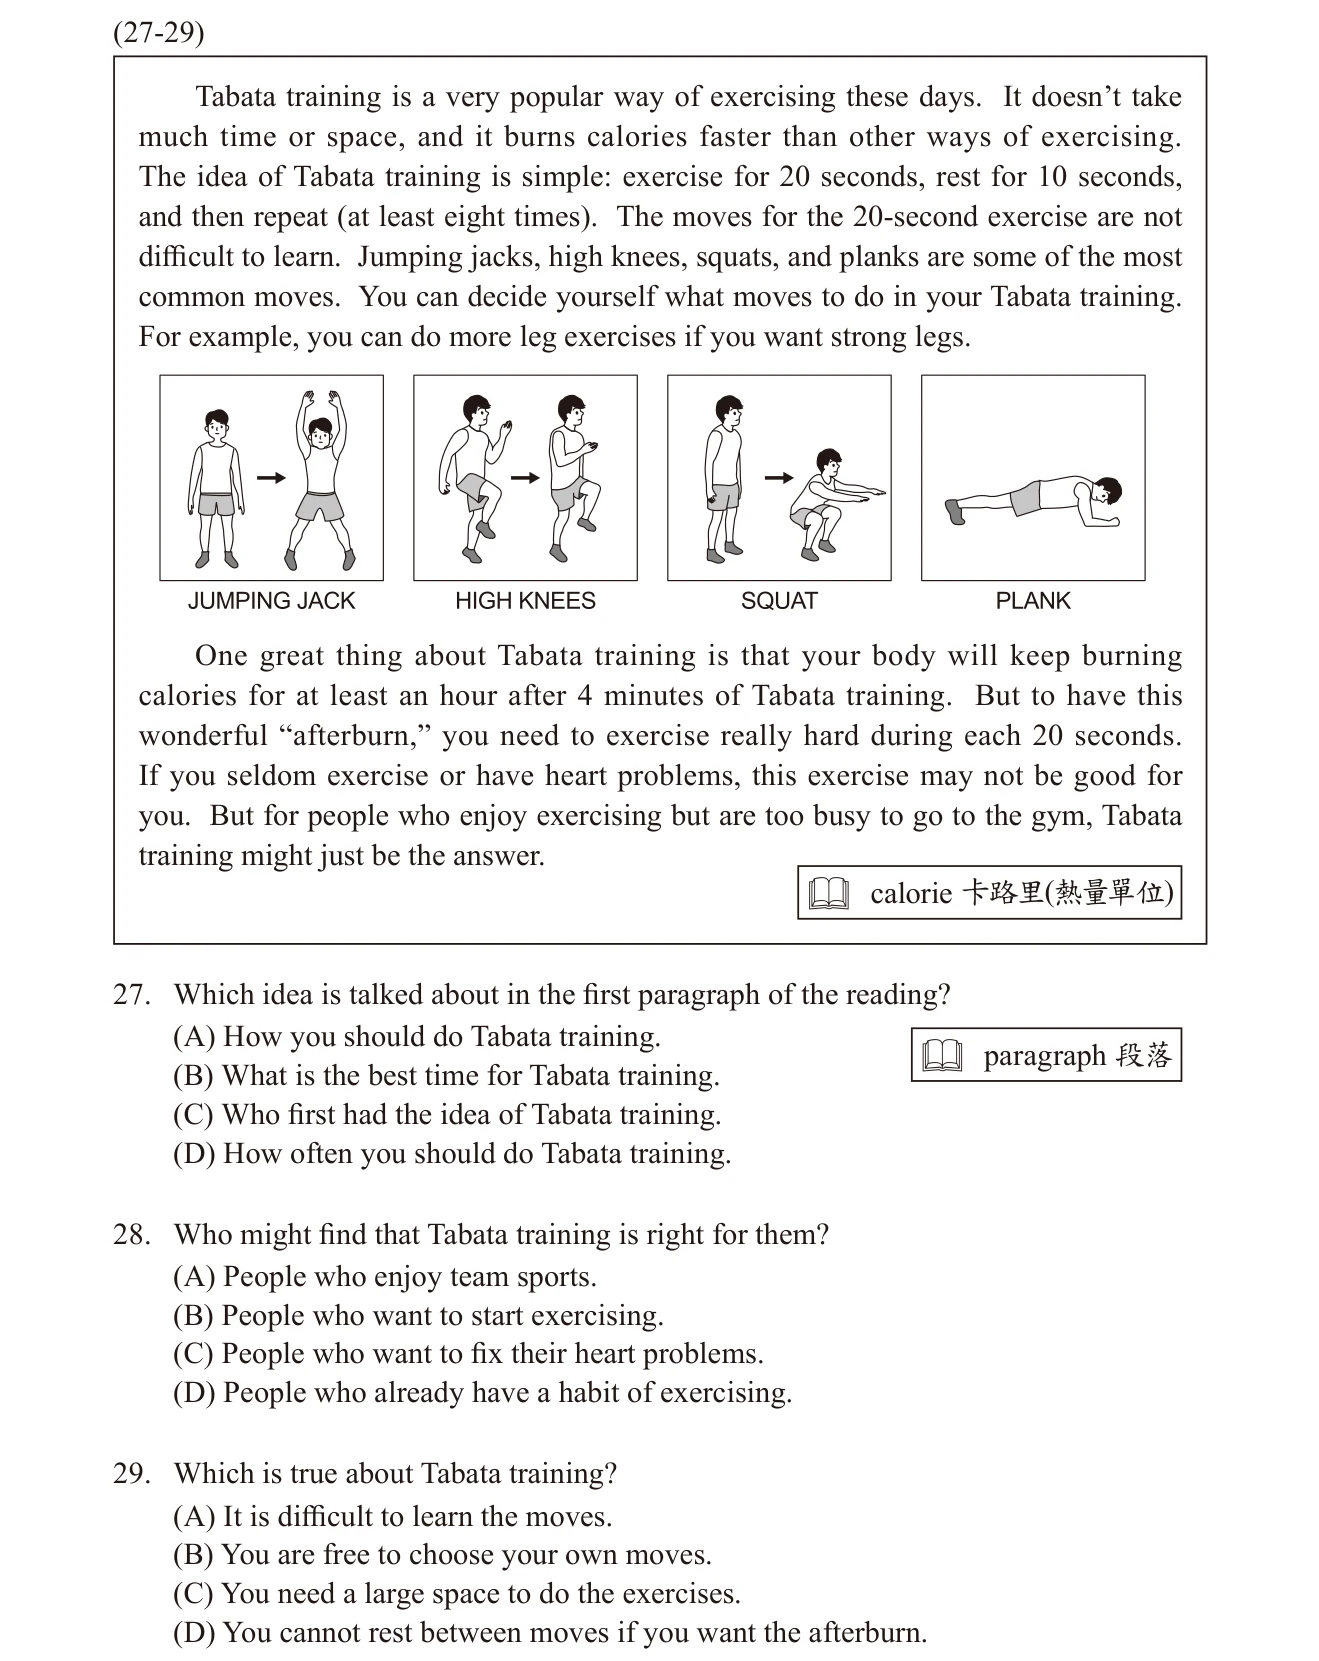 (27-29)
Tabata training is a very popular way of exercising these days. It doesn’t take
much time or space, and it burns calories faster than other ways of exercising.
The idea of Tabata training is simple: exercise for 20 seconds, rest for 10 seconds,
and then repeat (at least eight times). The moves for the 20-second exercise are not
difficult to learn. Jumping jacks, high knees, squats, and planks are some of the most
common moves. You can decide yourself what moves to do in your Tabata training.
For example, you can do more leg exercises if you want strong legs.
JUMPING JACK
HIGH KNEES
SQUAT
PLANK
One great thing about Tabata training is that your body will keep burning
calories for at least an hour after 4 minutes of Tabata training. But to have this
wonderful “afterburn,” you need to exercise really hard during each 20 seconds.
If you seldom exercise or have heart problems, this exercise may not be good for
you. But for people who enjoy exercising but are too busy to go to the gym, Tabata
training might just be the answer.
calorie 卡路里(熱量單位)
27. Which idea is talked about in the first paragraph of the reading?
(A) How you should do Tabata training.
(B) What is the best time for Tabata training.
(C) Who first had the idea of Tabata training.
(D) How often you should do Tabata training.
paragraph 段落
28. Who might find that Tabata training is right for them?
(A) People who enjoy team sports.
(B) People who want to start exercising.
(C) People who want to fix their heart problems.
(D) People who already have a habit of exercising.
29. Which is true about Tabata training?
(A) It is difficult to learn the moves.
(B) You are free to choose your own moves.
(C) You need a large space to do the exercises.
(D) You cannot rest between moves if you want the afterburn.